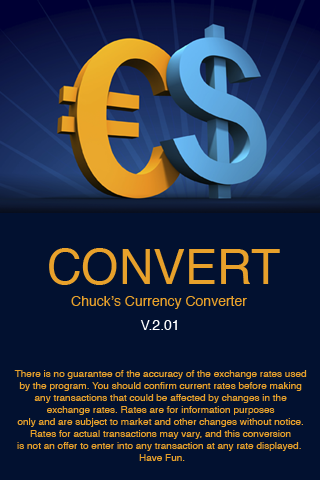 €$
CONVERT
Chuck's Currency Converter
V.2.01
There is no guarantee of the accuracy of the exchange rates used
by the program. You should confirm current rates before making
any transactions that could be affected by changes in the
exchange rates. Rates are for information purposes
only and are subject to market and other changes without notice.
Rates for actual transactions may vary, and this conversion
is not an offer to enter into any transaction at any rate displayed.
Have Fun.